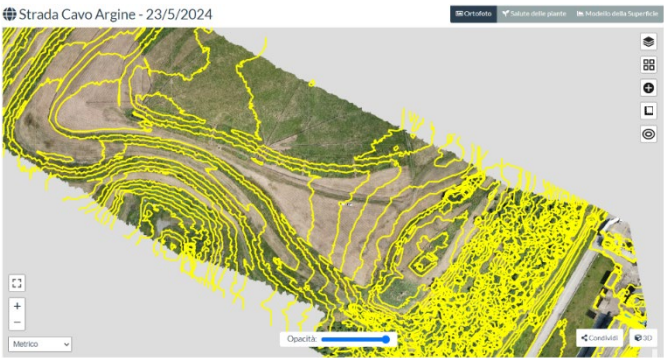 Strada Cavo Argine - 23/5/2024
Ortofoto
Salute delle piante
Modello della Superficie
+
−
Metrico
Opacità:
Condividi
3D